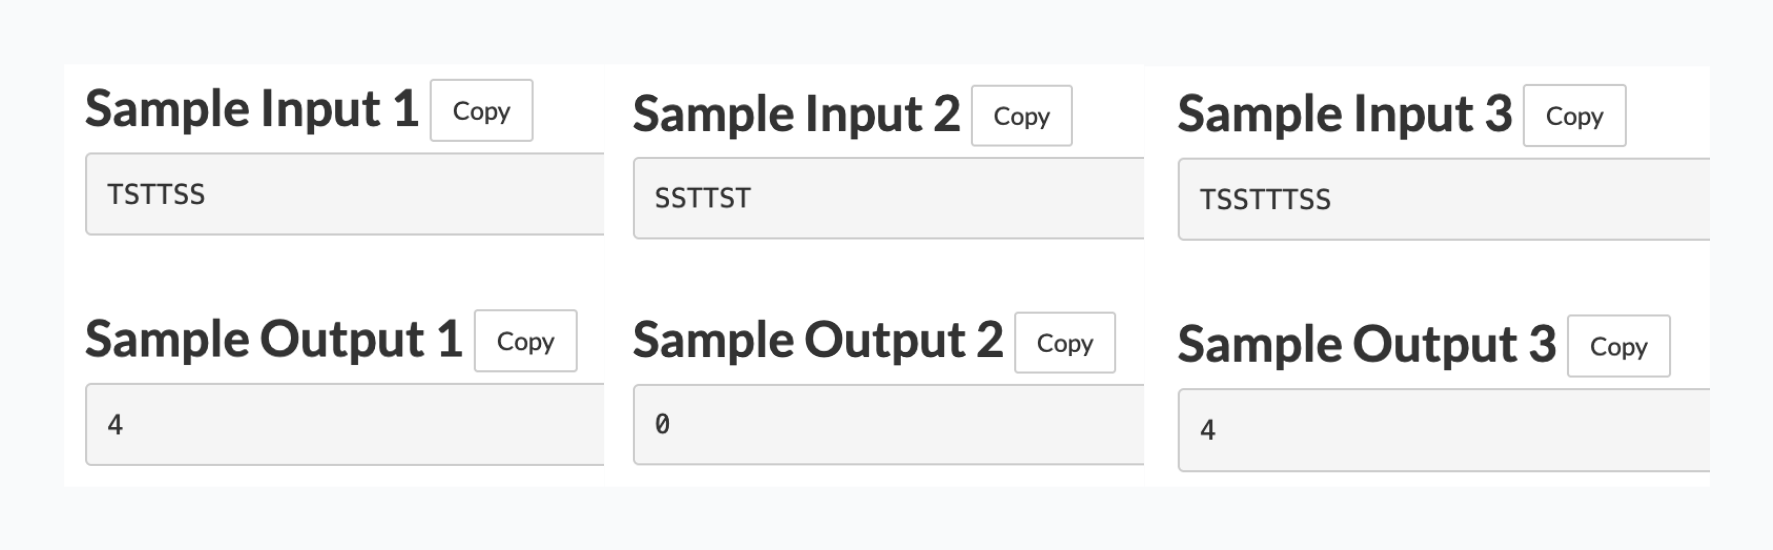 Sample Input 1 Copy
TSTTSS
Sample Output 1 Copy
4
Sample Input 2 Copy
SSTTST
Sample Output 2 Copy
0
Sample Input 3 Copy
TSSTTTSS
Sample Output 3 Copy
4